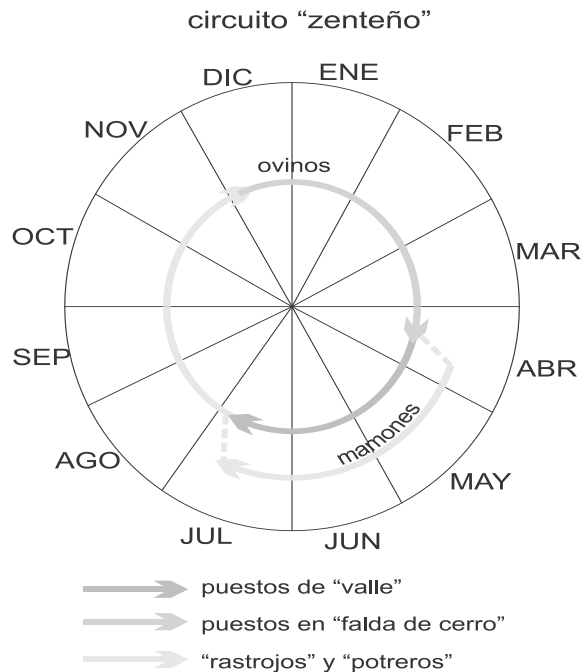 circuito “zenteño”
DIC
ENE
NOV
FEB
ovinos
OCT
MAR
SEP
ABR
mamones
AGO
MAY
JUL
JUN
puestos de “valle”
puestos en “falda de cerro”
“rastrojos” y “potreros”